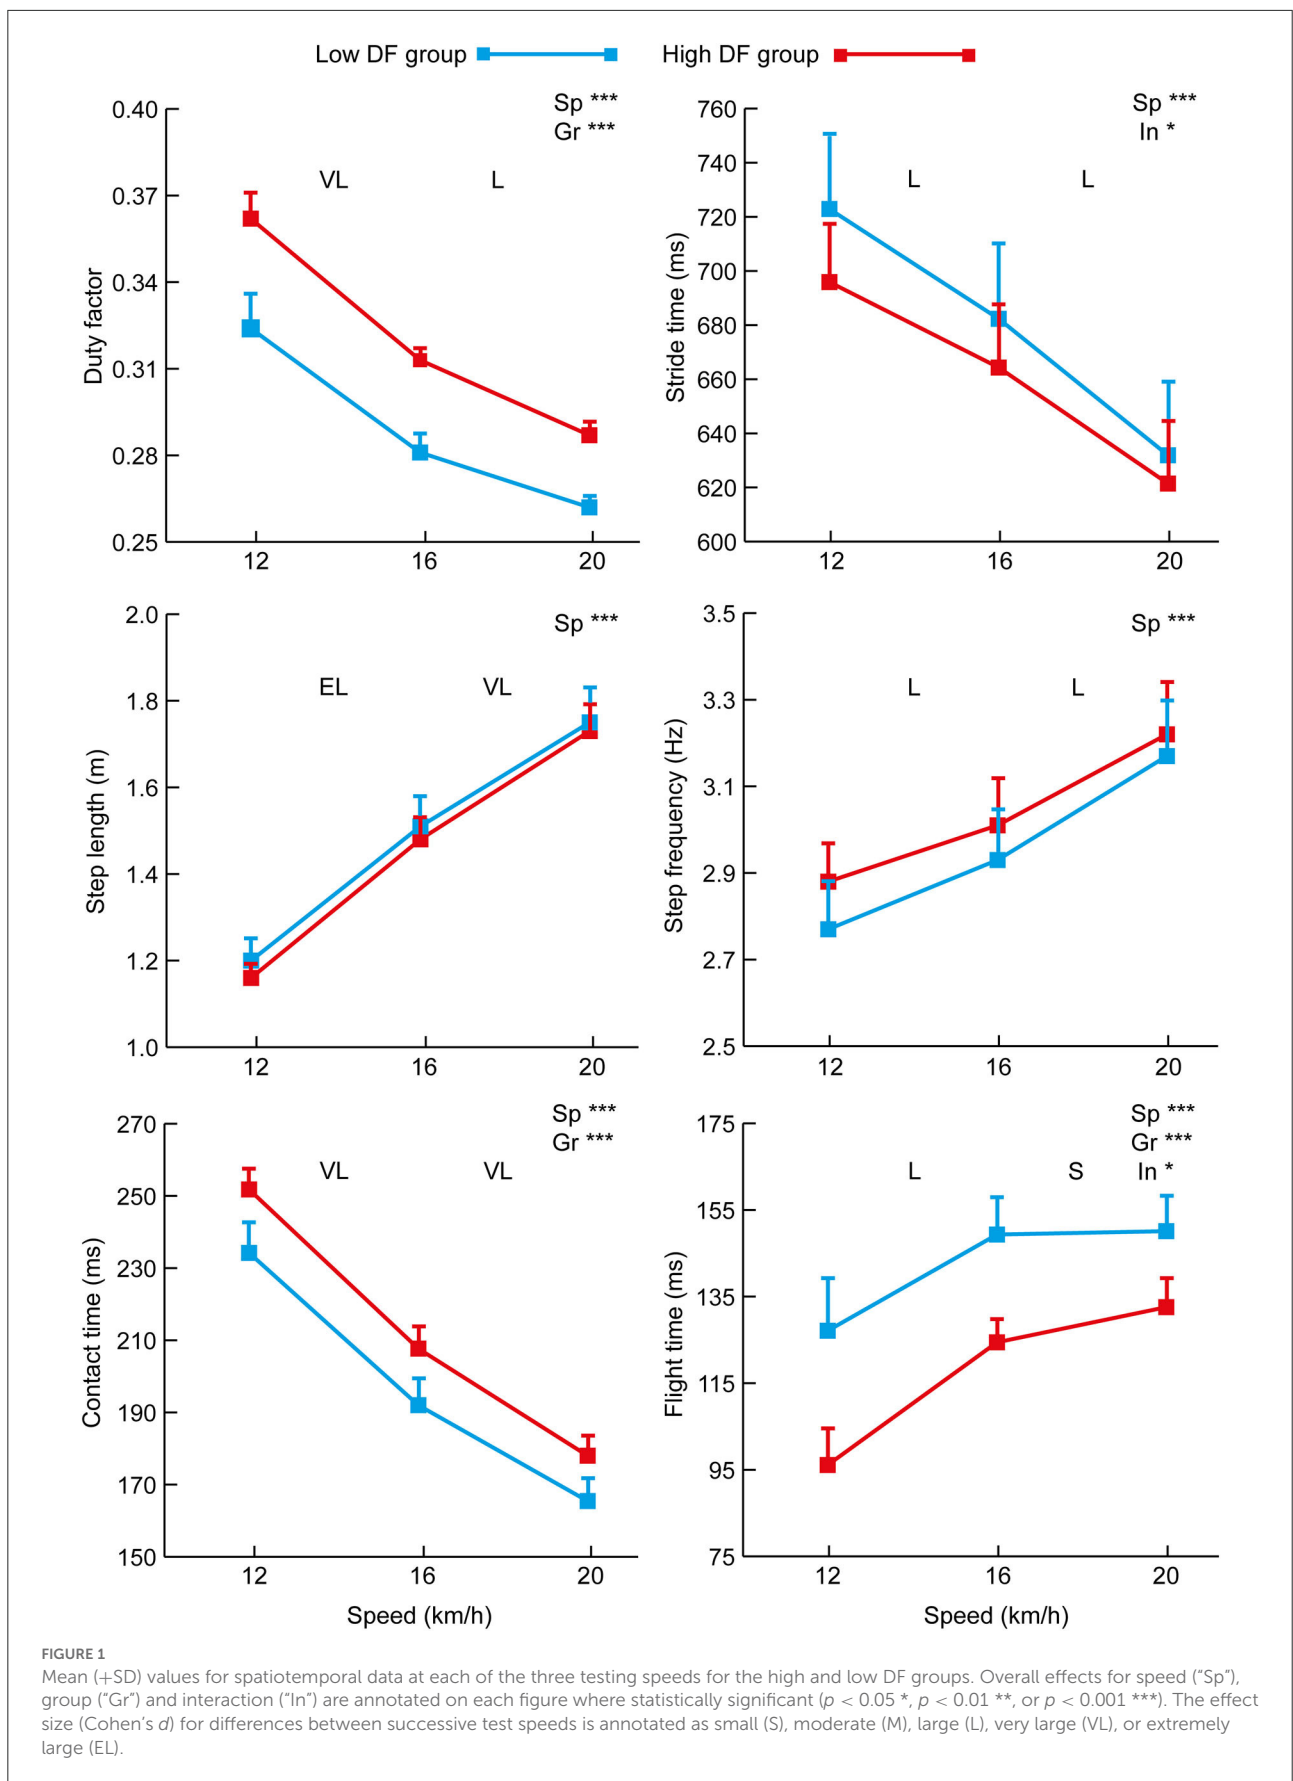 Low DF group
High DF group
Sp ***
Gr ***
VL
L
0.40
0.37
0.34
0.31
0.28
0.25
Duty factor
12
16
20
Sp ***
In *
L
L
760
740
720
700
680
660
640
620
600
Stride time (ms)
12
16
20
Sp ***
EL
VL
2.0
1.8
1.6
1.4
1.2
1.0
Step length (m)
12
16
20
Sp ***
L
L
3.5
3.3
3.1
2.9
2.7
2.5
Step frequency (Hz)
12
16
20
Sp ***
Gr ***
VL
VL
270
250
230
210
190
170
150
Contact time (ms)
12
16
20
Speed (km/h)
Sp ***
Gr ***
In *
L
S
175
155
135
115
95
75
Flight time (ms)
12
16
20
Speed (km/h)
FIGURE 1
Mean (+SD) values for spatiotemporal data at each of the three testing speeds for the high and low DF groups. Overall effects for speed (“Sp”),
group (“Gr”) and interaction (“In”) are annotated on each figure where statistically significant (p < 0.05 *, p < 0.01 **, or p < 0.001 ***). The effect
size (Cohen’s d) for differences between successive test speeds is annotated as small (S), moderate (M), large (L), very large (VL), or extremely
large (EL).